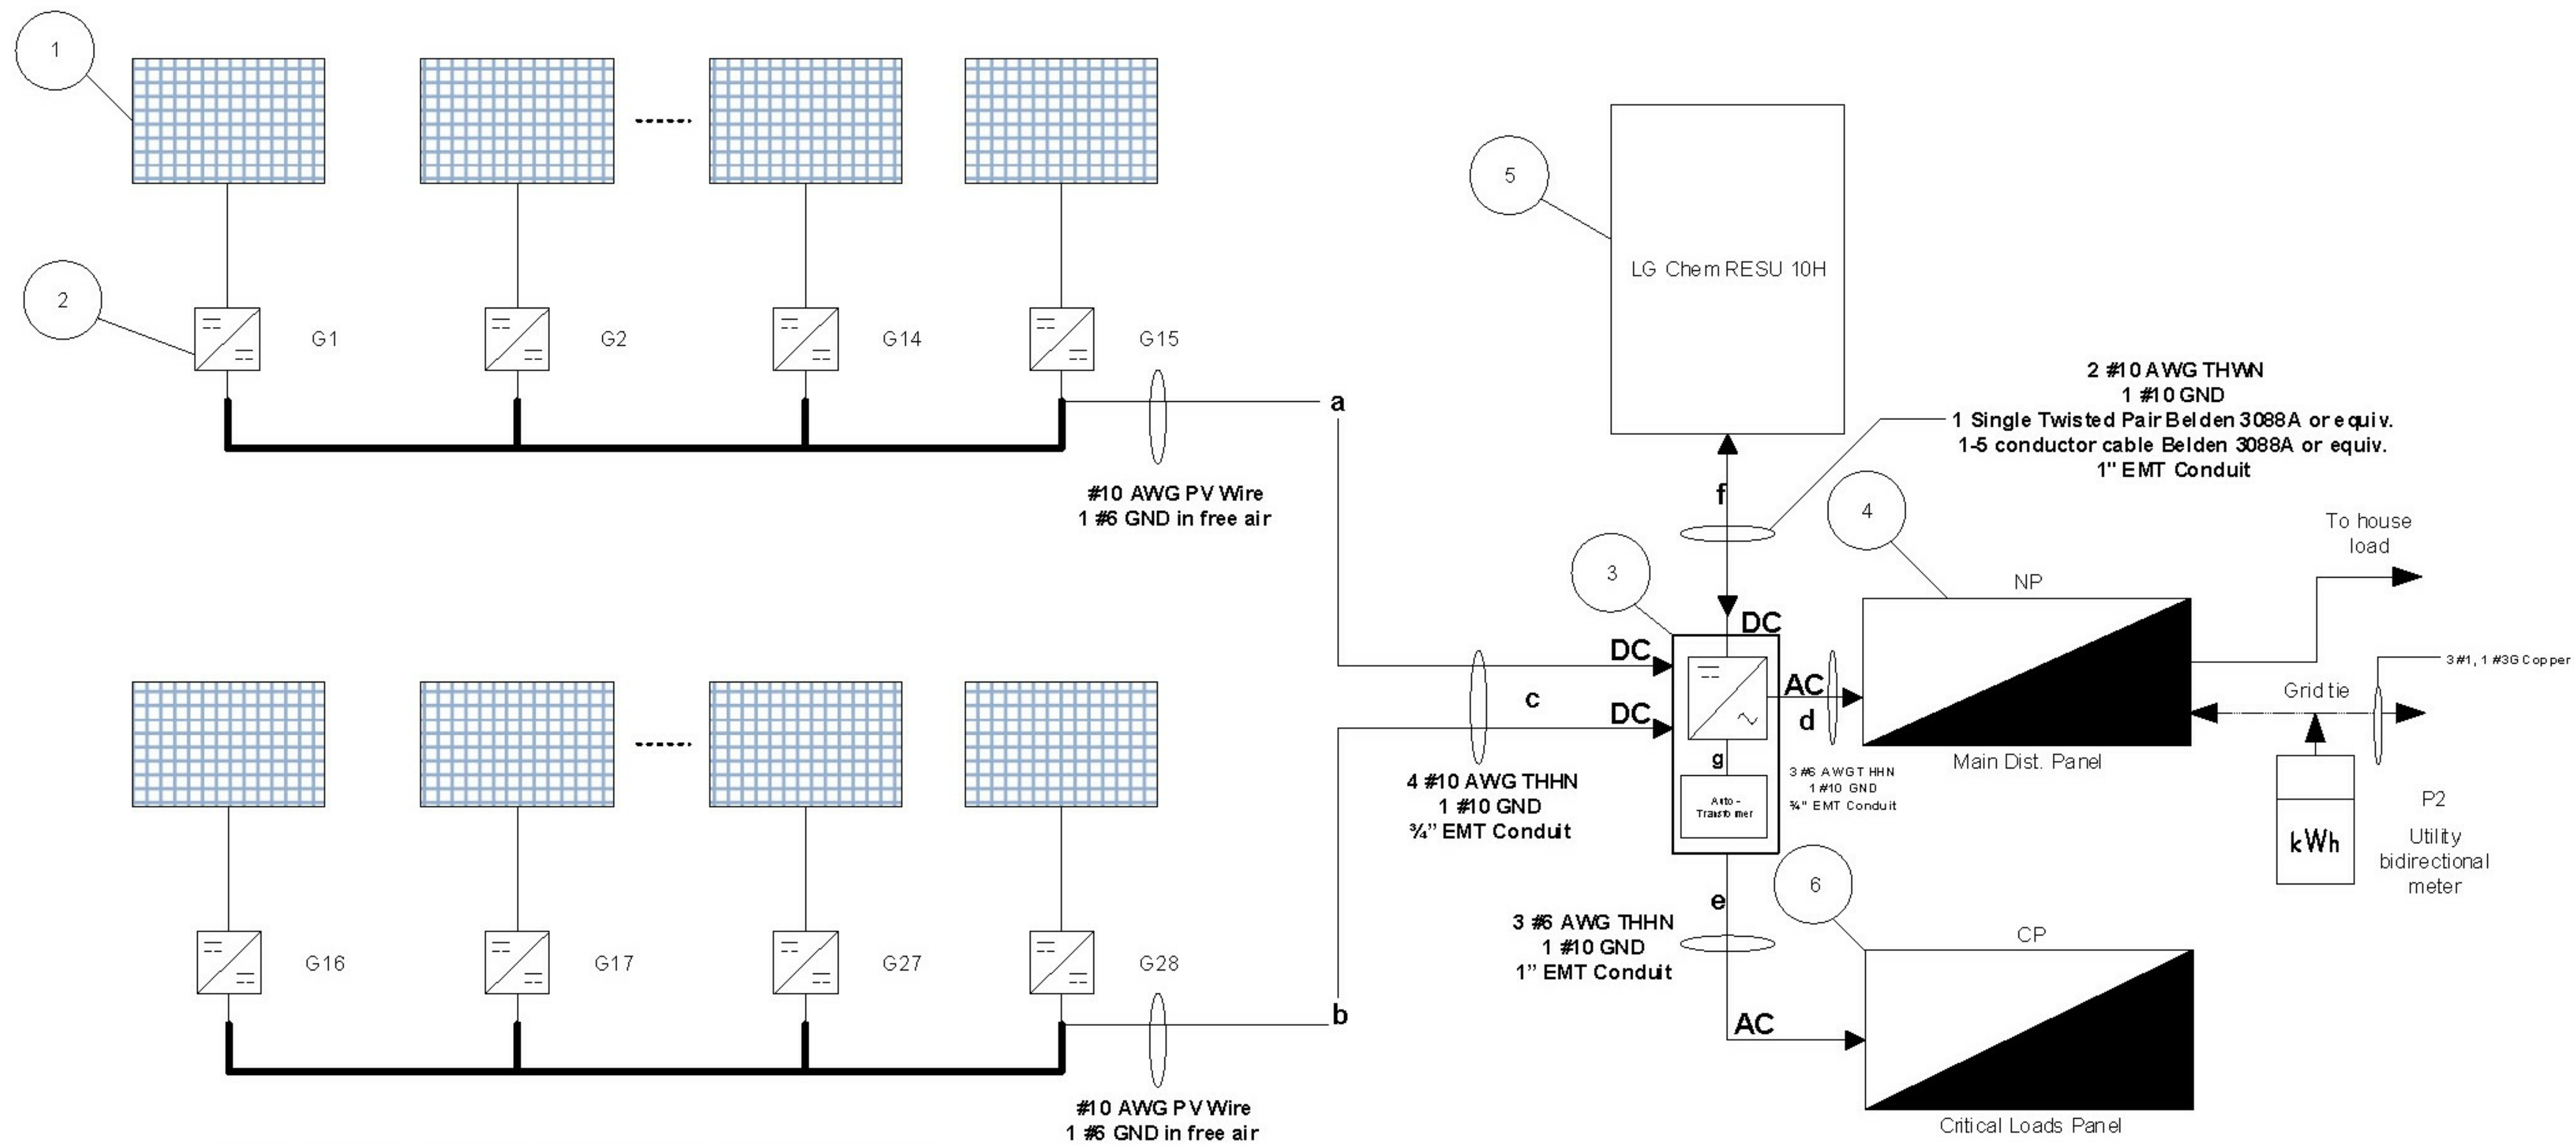 1
2
G1
G2
G14
G15
a
#10 AWG PV Wire
1 #6 GND in free air
G16
G17
G27
G28
b
#10 AWG PV Wire
1 #6 GND in free air
DC
c
DC
4 #10 AWG THHN
1 #10 GND
¾” EMT Conduit
5
LG Chem RESU 10H
2 #10 AWG THWN
1 #10 GND
1 Single Twisted Pair Belden 3088A or equiv.
1-5 conductor cable Belden 3088A or equiv.
1" EMT Conduit
f
3
DC
AC
d
g
Auto-
Transformer
3 #6 AWG THHN
1 #10 GND
¾" EMT Conduit
4
NP
Main Dist. Panel
To house
load
3#1, 1 #3G Copper
Grid tie
kWh
P2
Utility
bidirectional
meter
e
3 #6 AWG THHN
1 #10 GND
1” EMT Conduit
AC
6
CP
Critical Loads Panel